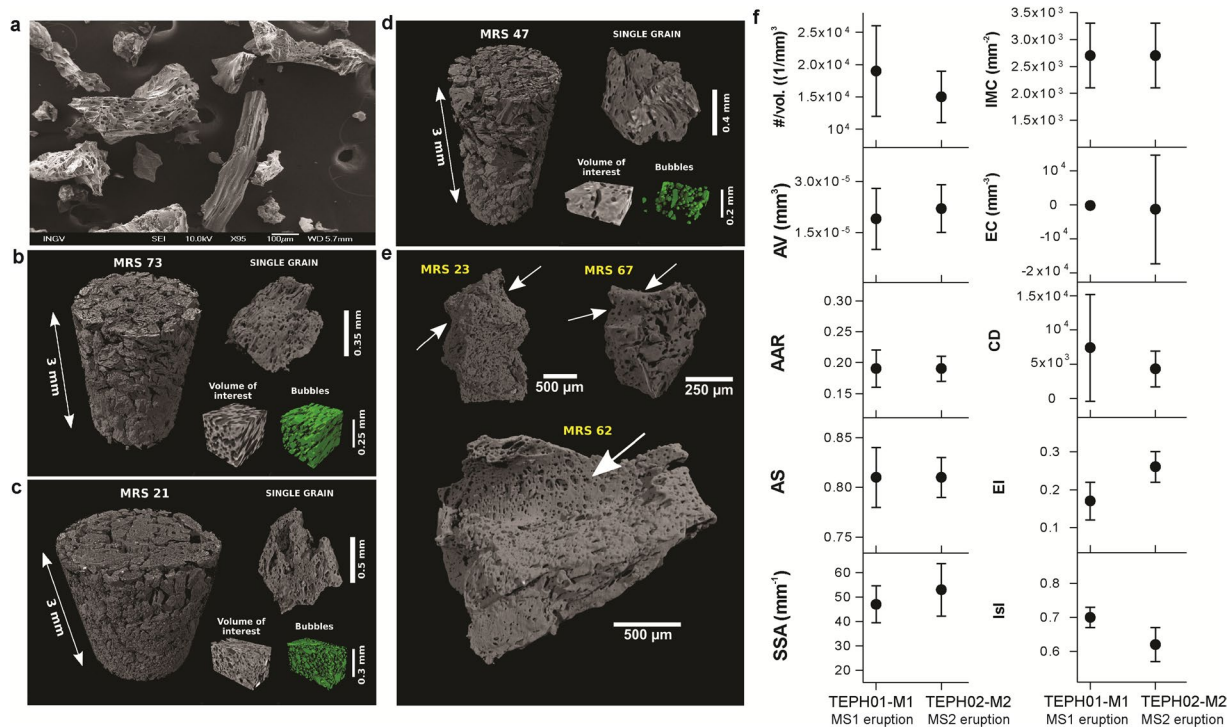 a
INGV SEI 10.0kV X95 100μm WD 5.7mm
b
MRS 73
SINGLE GRAIN
3 mm
0.35 mm
Volume of
interest
Bubbles
0.25 mm
c
MRS 21
SINGLE GRAIN
3 mm
0.5 mm
Volume of
interest
Bubbles
0.3 mm
d
MRS 47
SINGLE GRAIN
3 mm
0.4 mm
Volume of
interest
Bubbles
0.2 mm
e
MRS 23
MRS 67
500 μm
250 μm
MRS 62
500 μm
f
#/vol. ((1/mm)³
2.5x10⁴
2.0x10⁴
1.5x10⁴
10⁴
AV (mm³)
3.0x10⁻⁵
1.5x10⁻⁵
AAR
0.30
0.25
0.20
0.15
AS
0.85
0.80
0.75
SSA (mm⁻¹)
60
50
40
30
20
TEPH01-M1 TEPH02-M2
MS1 eruption MS2 eruption
IMC (mm⁻²)
3.5x10³
3.0x10³
2.5x10³
2.0x10³
1.5x10³
EC (mm⁻³)
10⁴
0
-10⁴
-2x10⁴
CD
1.5x10⁴
10⁴
5x10³
0
EI
0.3
0.2
0.1
IsI
0.8
0.7
0.6
TEPH01-M1 TEPH02-M2
MS1 eruption MS2 eruption